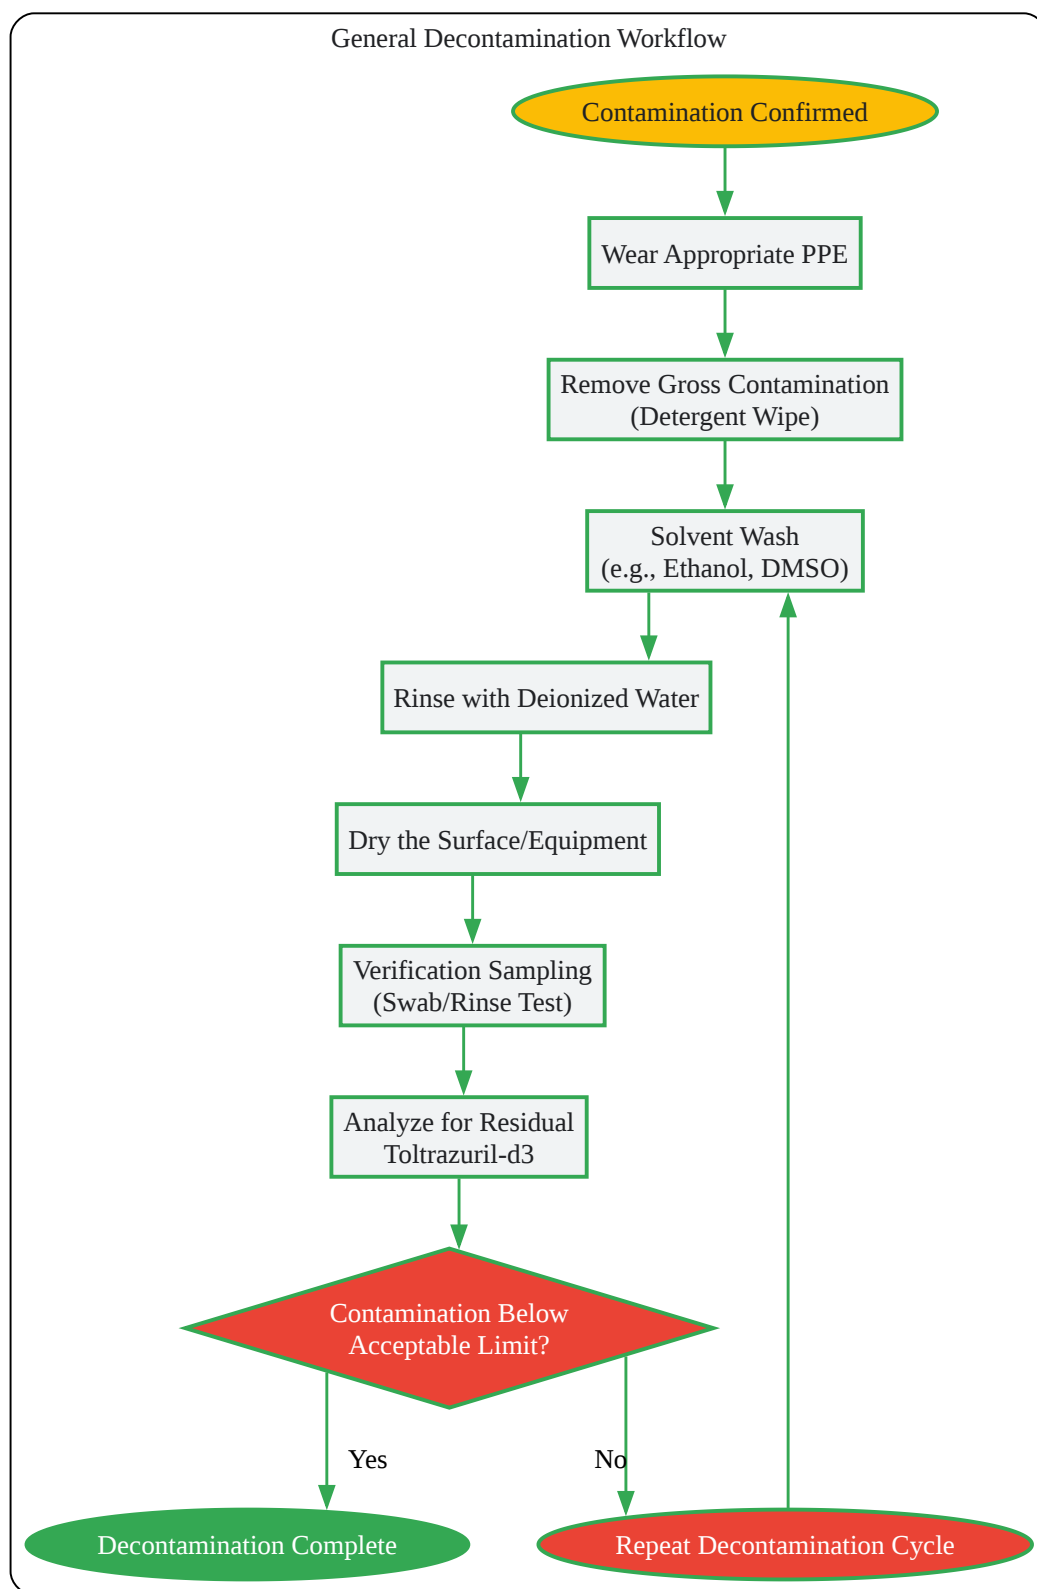 General Decontamination Workflow
Contamination Confirmed
Wear Appropriate PPE
Remove Gross Contamination
(Detergent Wipe)
Solvent Wash
(e.g., Ethanol, DMSO)
Rinse with Deionized Water
Dry the Surface/Equipment
Verification Sampling
(Swab/Rinse Test)
Analyze for Residual
Toltrazuril-d3
Contamination Below
Acceptable Limit?
Yes
No
Decontamination Complete
Repeat Decontamination Cycle